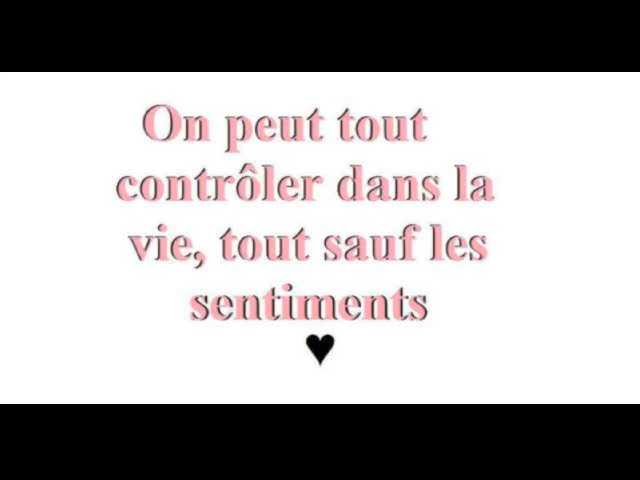 On peut tout
contrôler dans la
vie, tout sauf les
sentiments
♥